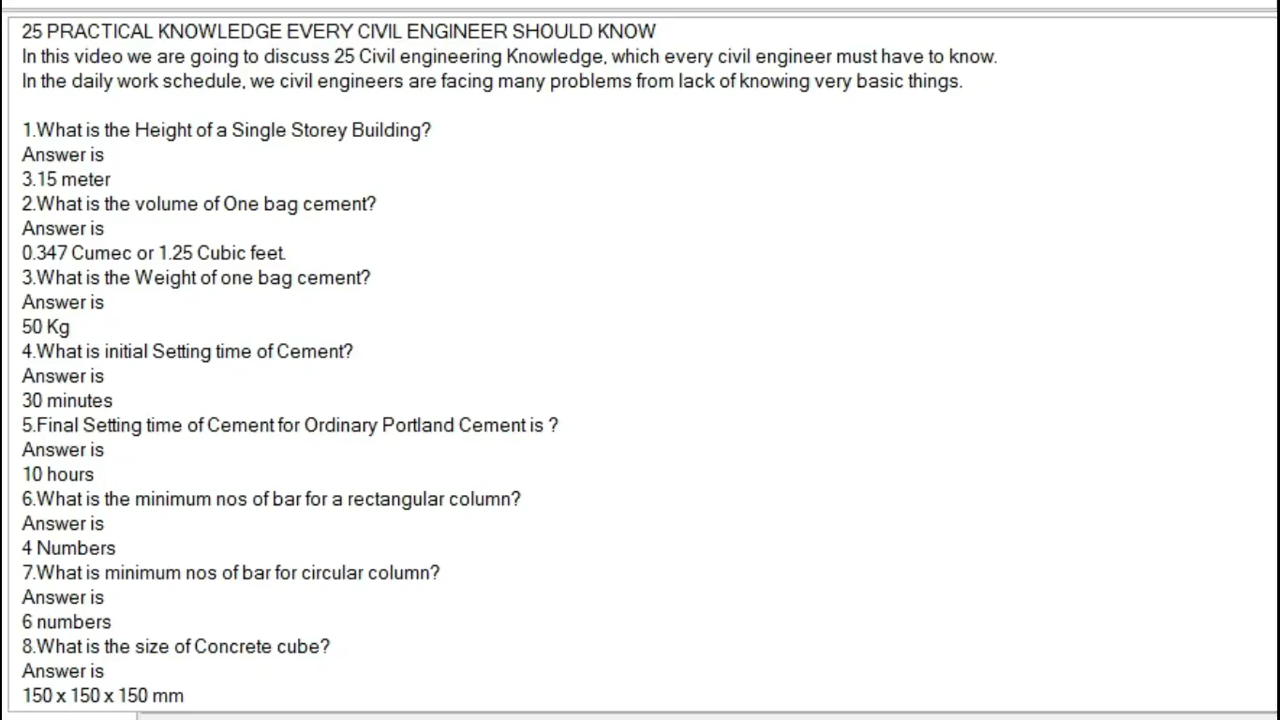 25 PRACTICAL KNOWLEDGE EVERY CIVIL ENGINEER SHOULD KNOW
In this video we are going to discuss 25 Civil engineering Knowledge, which every civil engineer must have to know.
In the daily work schedule, we civil engineers are facing many problems from lack of knowing very basic things.
1.What is the Height of a Single Storey Building?
Answer is
3.15 meter
2.What is the volume of One bag cement?
Answer is
0.347 Cumec or 1.25 Cubic feet.
3.What is the Weight of one bag cement?
Answer is
50 Kg
4.What is initial Setting time of Cement?
Answer is
30 minutes
5.Final Setting time of Cement for Ordinary Portland Cement is ?
Answer is
10 hours
6.What is the minimum nos of bar for a rectangular column?
Answer is
4 Numbers
7.What is minimum nos of bar for circular column?
Answer is
6 numbers
8.What is the size of Concrete cube?
Answer is
150 x 150 x 150 mm